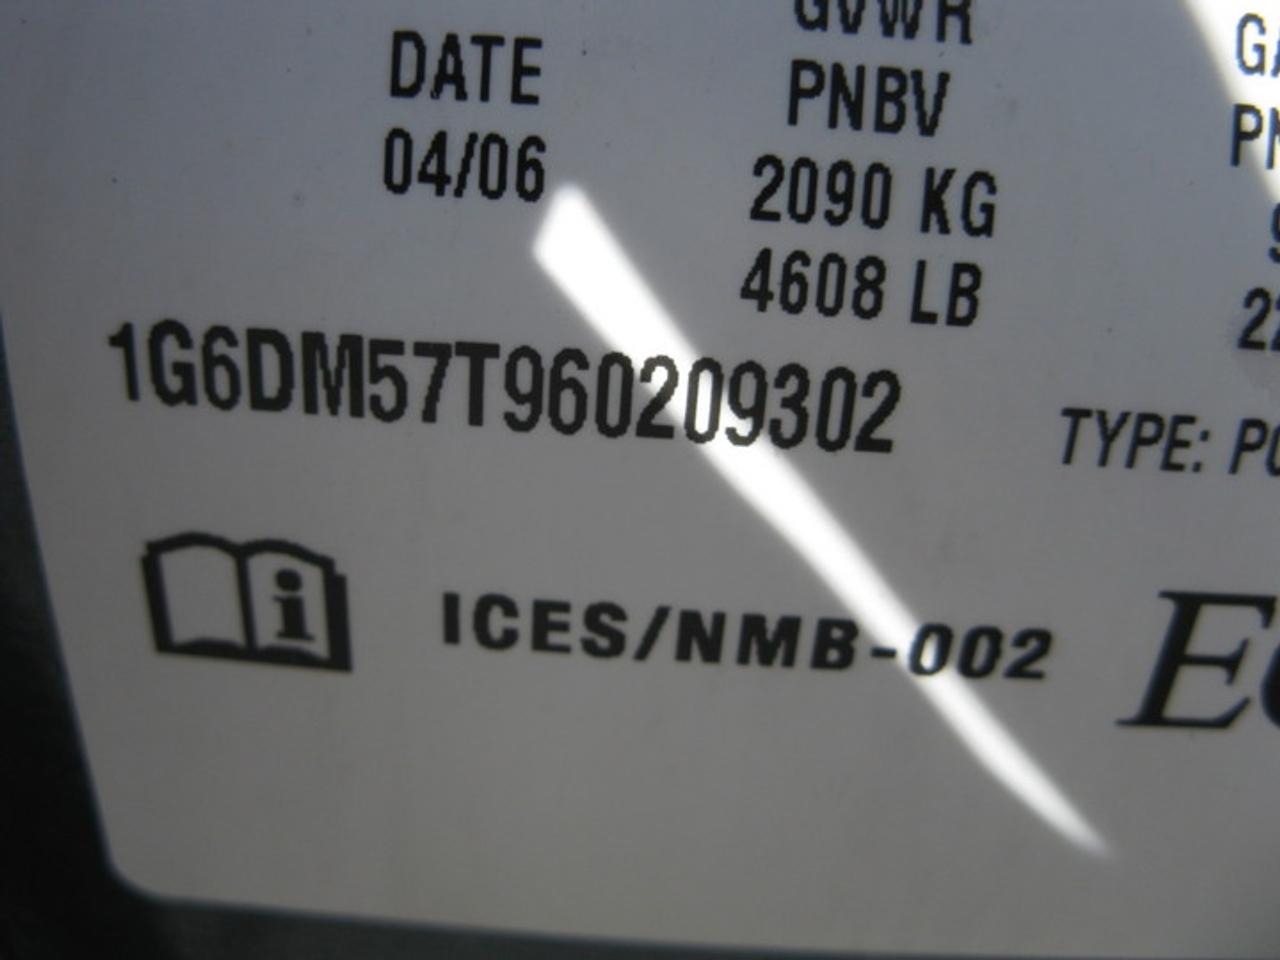 DATE
04/06
GVWR
PNBV
2090 KG
4608 LB
1G6DM57T960209302
TYPE:
ICES/NMB-002